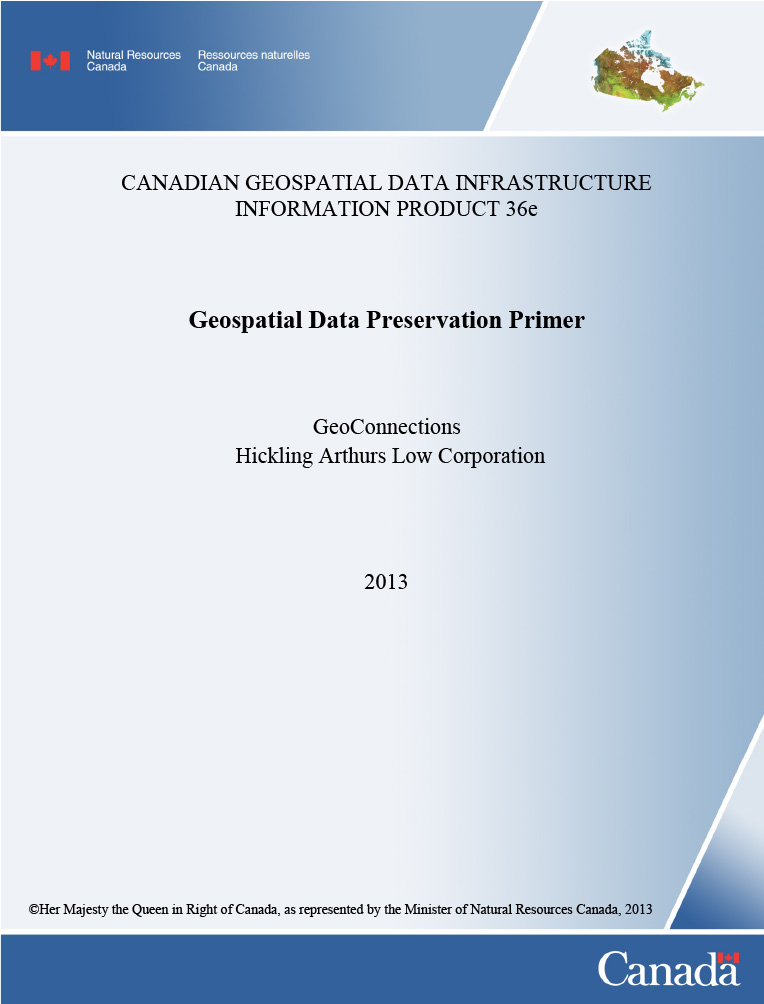 Natural Resources
Canada
Ressources naturelles
Canada
CANADIAN GEOSPATIAL DATA INFRASTRUCTURE
INFORMATION PRODUCT 36e
Geospatial Data Preservation Primer
GeoConnections
Hickling Arthurs Low Corporation
2013
©Her Majesty the Queen in Right of Canada, as represented by the Minister of Natural Resources Canada, 2013
Canada